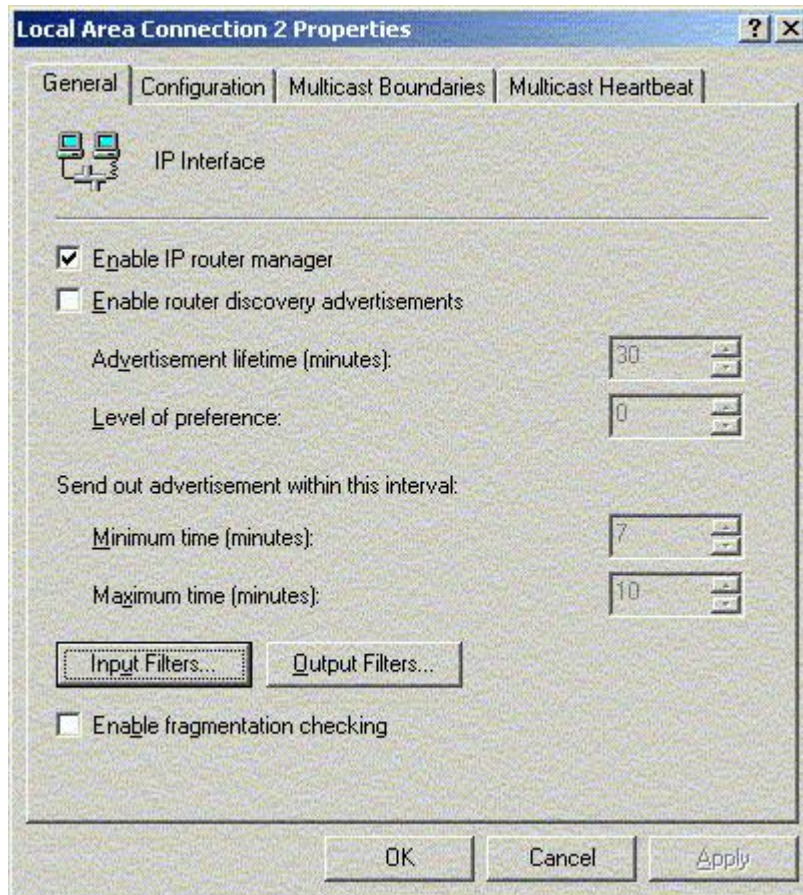 Local Area Connection 2 Properties
General Configuration Multicast Boundaries Multicast Heartbeat
IP Interface
Enable IP router manager
Enable router discovery advertisements
Advertisement lifetime (minutes): 30
Level of preference: 0
Send out advertisement within this interval:
Minimum time (minutes): 7
Maximum time (minutes): 10
Input Filters... Output Filters...
Enable fragmentation checking
OK Cancel Apply